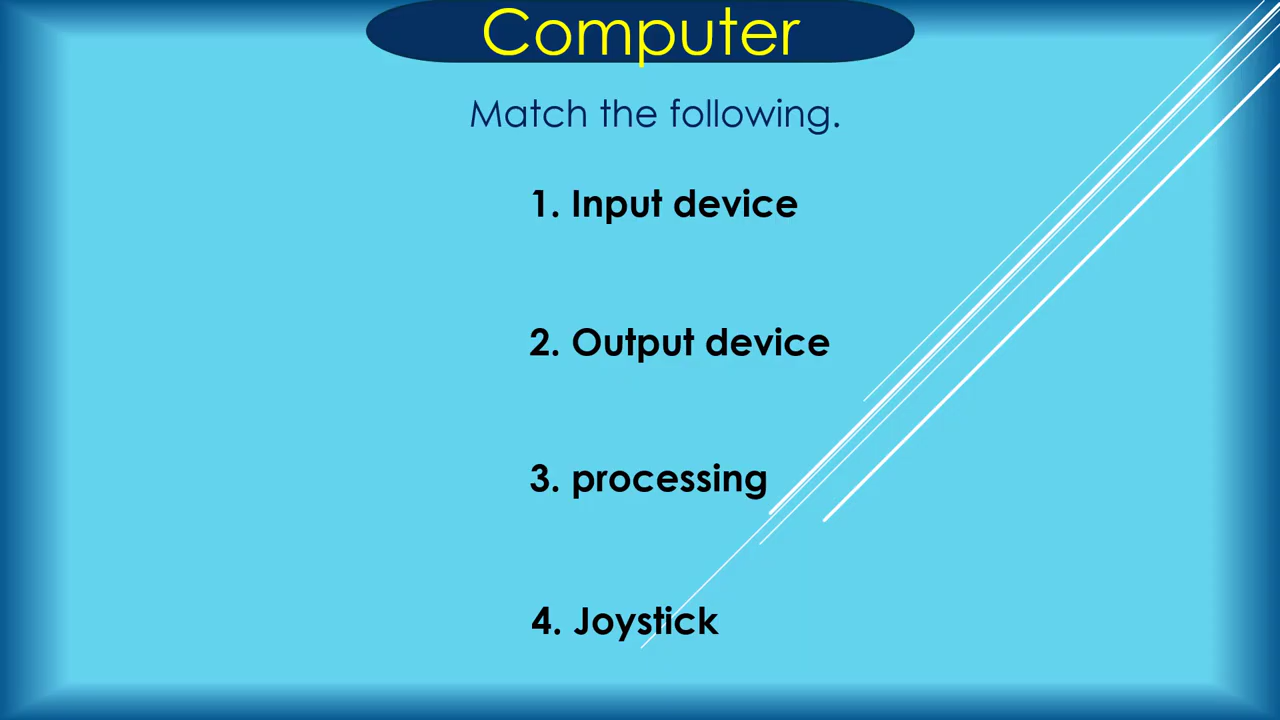 Computer
Match the following.
1. Input device
2. Output device
3. processing
4. Joystick